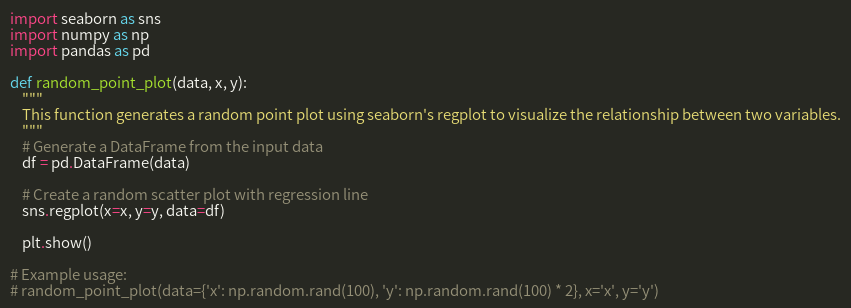 import seaborn as sns
import numpy as np
import pandas as pd

def random_point_plot(data, x, y):
    """
    This function generates a random point plot using seaborn's regplot to visualize the relationship between two variables.
    """
    # Generate a DataFrame from the input data
    df = pd.DataFrame(data)

    # Create a random scatter plot with regression line
    sns.regplot(x=x, y=y, data=df)

    plt.show()

# Example usage:
# random_point_plot(data={'x': np.random.rand(100), 'y': np.random.rand(100) * 2}, x='x', y='y')